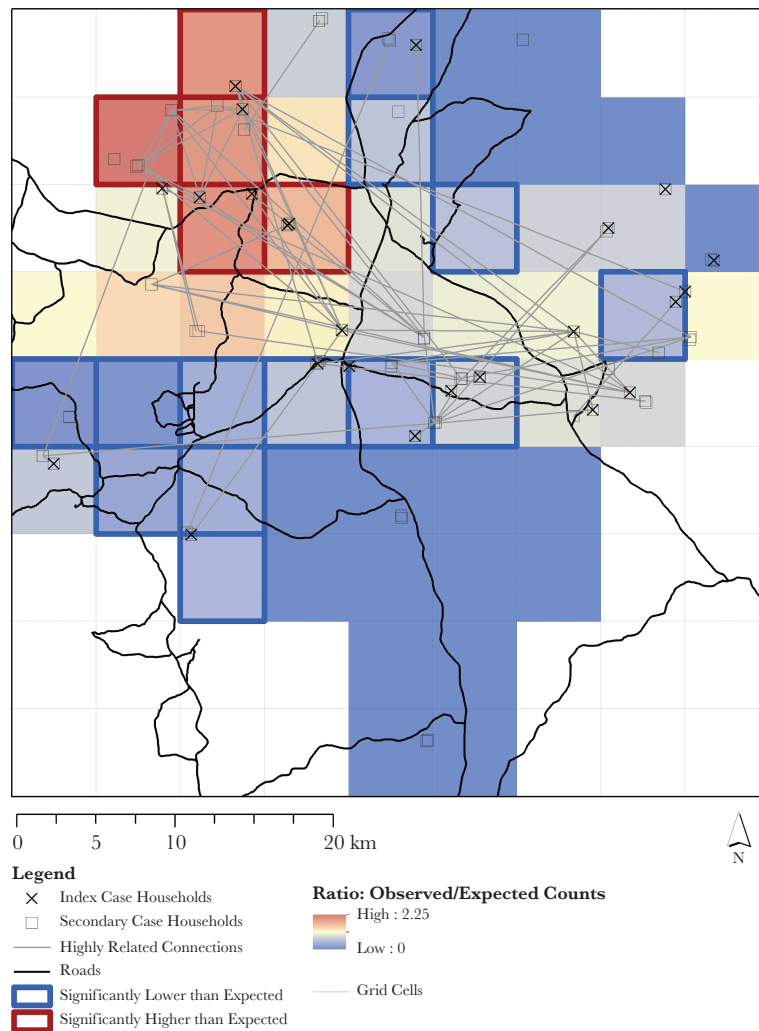 0 5 10 20 km
N
Legend
Index Case Households
Secondary Case Households
Highly Related Connections
Roads
Significantly Lower than Expected
Significantly Higher than Expected
Ratio: Observed/Expected Counts
High : 2.25
Low : 0
Grid Cells